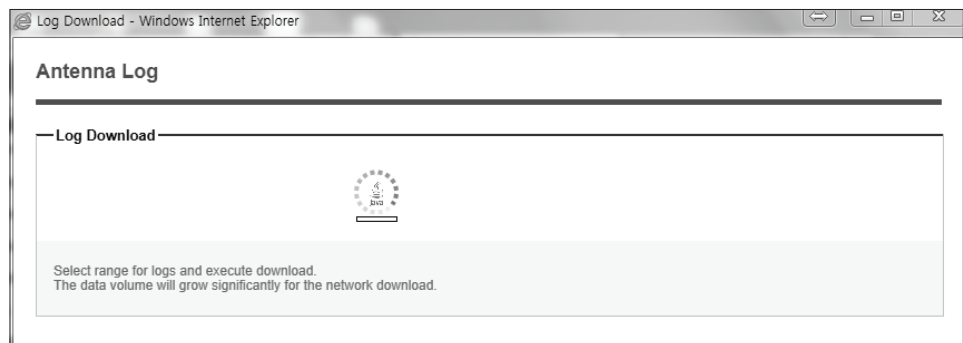 Log Download - Windows Internet Explorer
Antenna Log
Log Download
Java
Select range for logs and execute download.
The data volume will grow significantly for the network download.